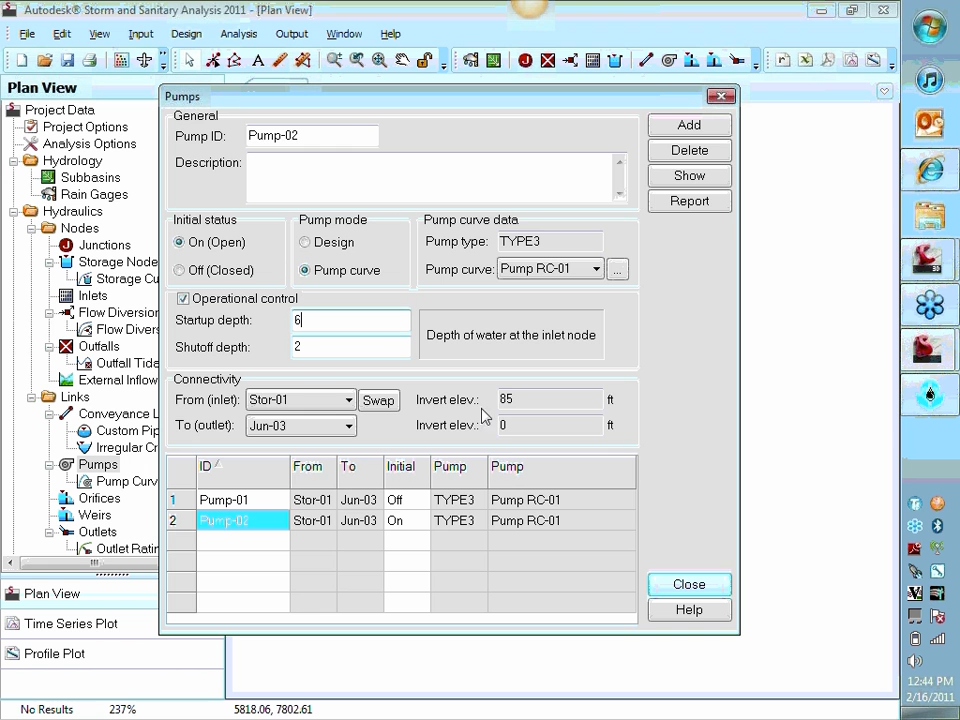 Autodesk® Storm and Sanitary Analysis 2011 - [Plan View]
File Edit View Input Design Analysis Output Window Help
Plan View
Project Data
Project Options
Analysis Options
Hydrology
Subbasins
Rain Gages
Hydraulics
Nodes
Junctions
Storage Node
Storage Cu
Inlets
Flow Diversion
Flow Divers
Outfalls
Outfall Tida
External Inflow
Links
Conveyance L
Custom Pip
Irregular Cr
Pumps
Pump Curv
Orifices
Weirs
Outlets
Outlet Ratin
Plan View
Time Series Plot
Profile Plot
Pumps
General
Pump ID: Pump-02
Description:
Add
Delete
Show
Report
Initial status
On (Open)
Off (Closed)
Pump mode
Design
Pump curve
Pump curve data
Pump type: TYPE3
Pump curve: Pump RC-01 ...
Operational control
Startup depth: 6
Shutoff depth: 2
Depth of water at the inlet node
Connectivity
From (inlet): Stor-01 Swap Invert elev.: 85 ft
To (outlet): Jun-03 Invert elev.: 0 ft
ID From To Initial Pump Pump
1 Pump-01 Stor-01 Jun-03 Off TYPE3 Pump RC-01
2 Pump-02 Stor-01 Jun-03 On TYPE3 Pump RC-01
Close
Help
No Results 237% 5818.06, 7802.61
12:44 PM
2/16/2011